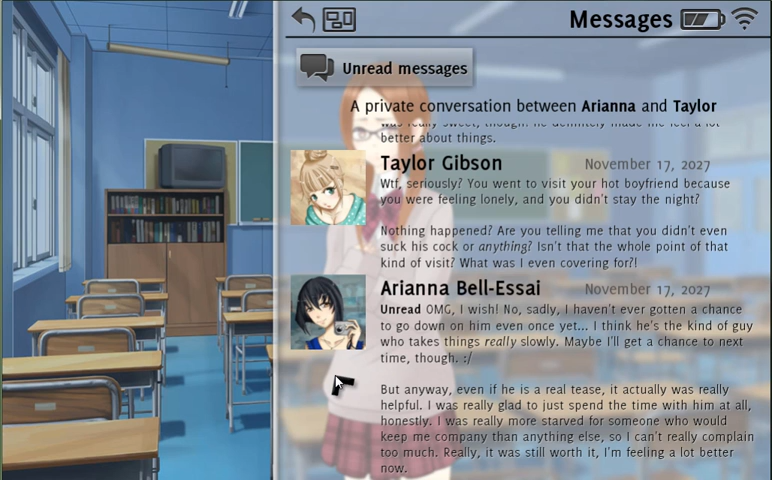 Messages
Unread messages
A private conversation between Arianna and Taylor
was really sweet, though. He definitely made me feel a lot
better about things.
Taylor Gibson
November 17, 2027
Wtf, seriously? You went to visit your hot boyfriend because
you were feeling lonely, and you didn't stay the night?
Nothing happened? Are you telling me that you didn't even
suck his cock or anything? Isn't that the whole point of that
kind of visit? What was I even covering for?!
Arianna Bell-Essai
November 17, 2027
Unread OMG, I wish! No, sadly, I haven't ever gotten a chance
to go down on him even once yet... I think he's the kind of guy
who takes things really slowly. Maybe I'll get a chance to next
time, though. :/
But anyway, even if he is a real tease, it actually was really
helpful. I was really glad to just spend the time with him at all,
honestly. I was really more starved for someone who would
keep me company than anything else, so I can't really complain
too much. Really, it was still worth it, I'm feeling a lot better
now.